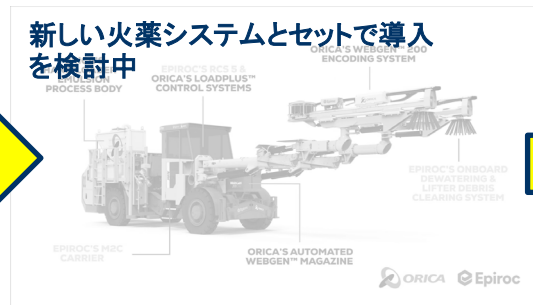 新しい火薬システムとセットで導入
を検討中
EMULSION
PROCESS BODY
EPIROC'S RCS 5 &
ORICA'S LOADPLUS™
CONTROL SYSTEMS
ORICA'S WEBGEN™ 200
ENCODING SYSTEM
EPIROC'S ONBOARD
DEWATERING &
LIFTER DEBRIS
CLEARING SYSTEM
EPIROC'S M2C
CARRIER
ORICA'S AUTOMATED
WEBGEN™ MAGAZINE
ORICA
Epiroc